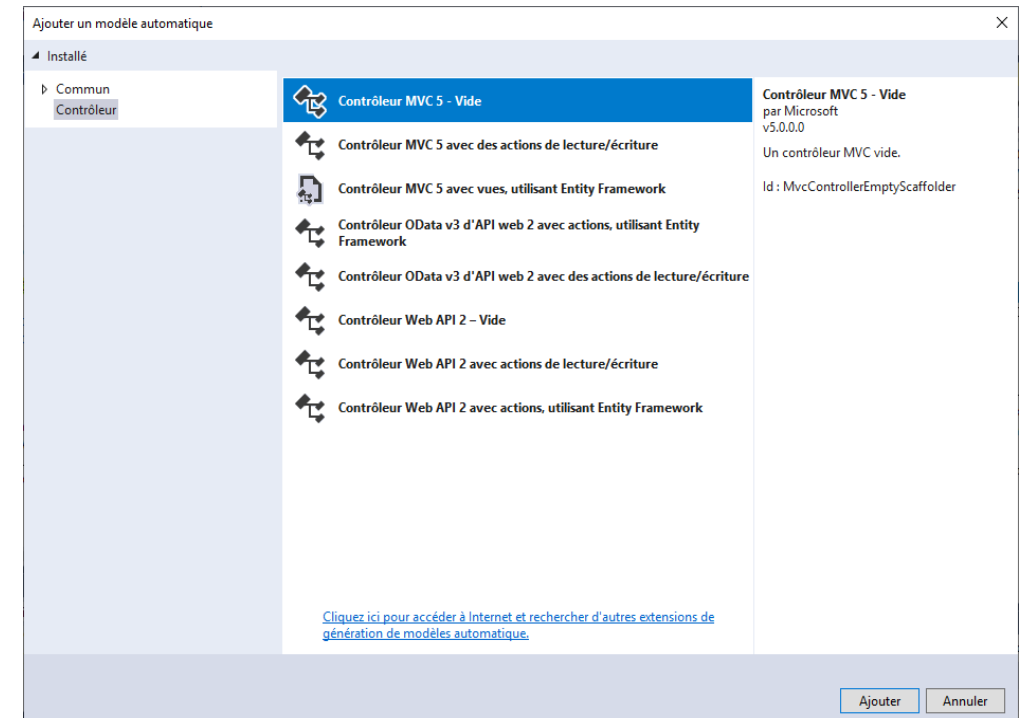 Ajouter un modèle automatique
Installé
Commun
Contrôleur
Contrôleur MVC 5 - Vide
Contrôleur MVC 5 avec des actions de lecture/écriture
Contrôleur MVC 5 avec vues, utilisant Entity Framework
Contrôleur OData v3 d'API web 2 avec actions, utilisant Entity
Framework
Contrôleur OData v3 d'API web 2 avec des actions de lecture/écriture
Contrôleur Web API 2 – Vide
Contrôleur Web API 2 avec actions de lecture/écriture
Contrôleur Web API 2 avec actions, utilisant Entity Framework
Cliquez ici pour accéder à Internet et rechercher d'autres extensions de
génération de modèles automatique.
Contrôleur MVC 5 - Vide
par Microsoft
v5.0.0.0
Un contrôleur MVC vide.
Id : MvcControllerEmptyScaffolder
Ajouter
Annuler